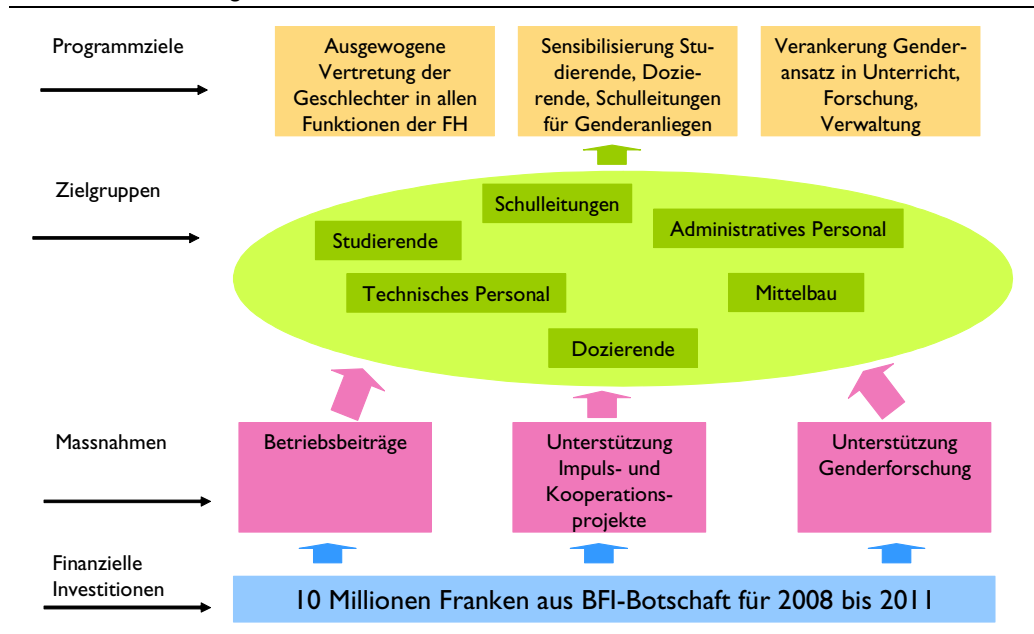 Programmziele
Ausgewogene
Vertretung der
Geschlechter in allen
Funktionen der FH
Sensibilisierung Stu-
dierende, Dozie-
rende, Schulleitungen
für Genderanliegen
Verankerung Gender-
ansatz in Unterricht,
Forschung,
Verwaltung
Zielgruppen
Schulleitungen
Studierende
Administratives Personal
Technisches Personal
Mittelbau
Dozierende
Massnahmen
Betriebsbeiträge
Unterstützung
Impuls- und
Kooperations-
projekte
Unterstützung
Genderforschung
Finanzielle
Investitionen
10 Millionen Franken aus BFI-Botschaft für 2008 bis 2011